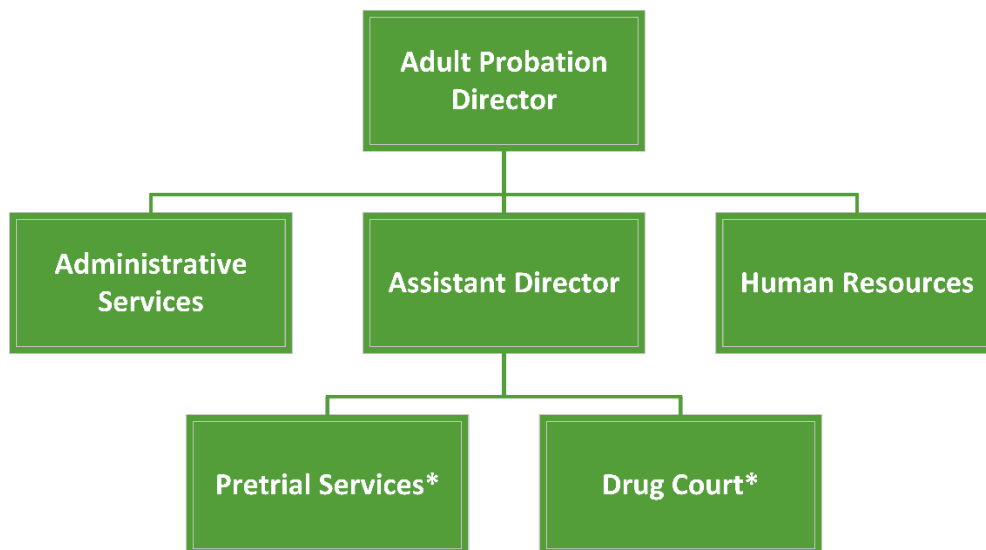 Adult Probation
Director
Administrative
Services
Assistant Director
Human Resources
Pretrial Services*
Drug Court*